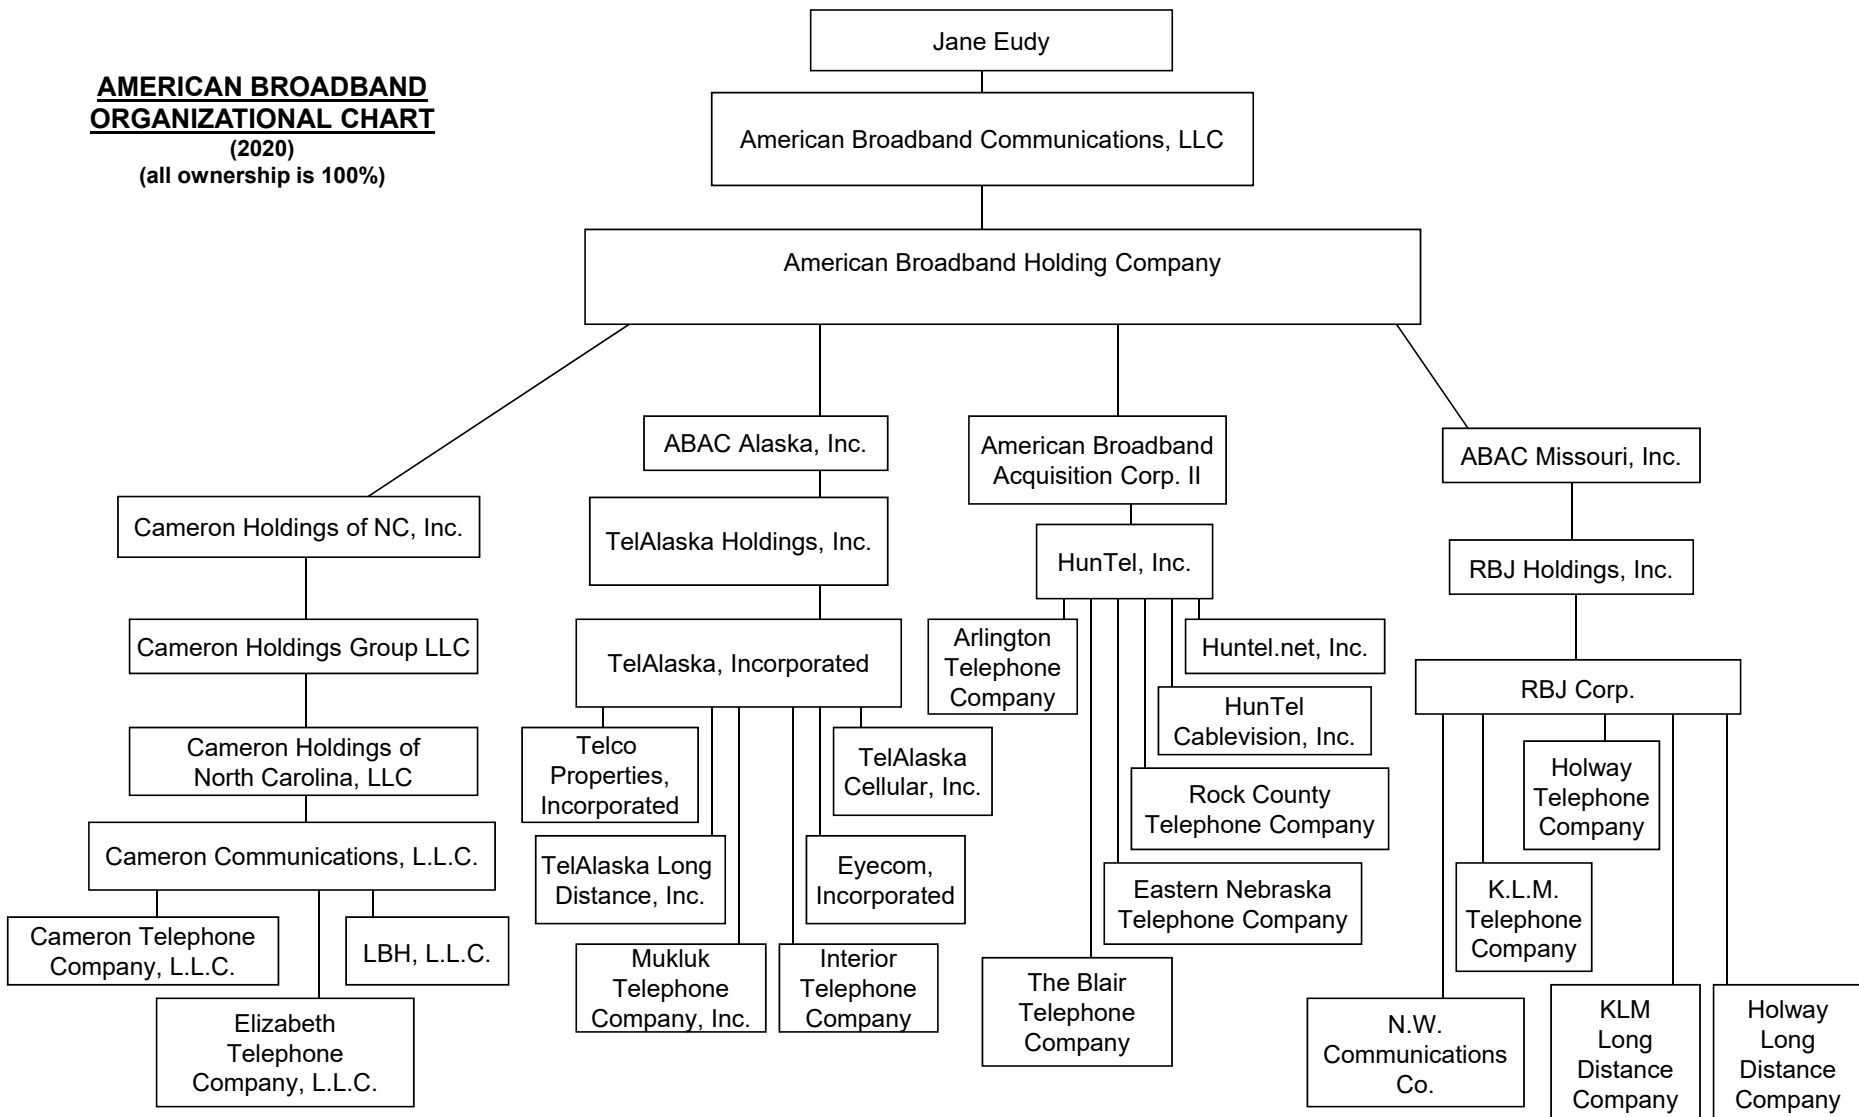 Jane Eudy
AMERICAN BROADBAND
ORGANIZATIONAL CHART
(2020)
(all ownership is 100%)
American Broadband Communications, LLC
American Broadband Holding Company
Cameron Holdings of NC, Inc.
Cameron Holdings Group LLC
Cameron Holdings of
North Carolina, LLC
Cameron Communications, L.L.C.
Cameron Telephone
Company, L.L.C.
LBH, L.L.C.
Elizabeth
Telephone
Company, L.L.C.
ABAC Alaska, Inc.
TelAlaska Holdings, Inc.
TelAlaska, Incorporated
Telco
Properties,
Incorporated
TelAlaska
Cellular, Inc.
TelAlaska Long
Distance, Inc.
Eyecom,
Incorporated
Mukluk
Telephone
Company, Inc.
Interior
Telephone
Company
American Broadband
Acquisition Corp. II
HunTel, Inc.
Arlington
Telephone
Company
Huntel.net, Inc.
HunTel
Cablevision, Inc.
Rock County
Telephone Company
Eastern Nebraska
Telephone Company
The Blair
Telephone
Company
ABAC Missouri, Inc.
RBJ Holdings, Inc.
RBJ Corp.
Holway
Telephone
Company
K.L.M.
Telephone
Company
N.W.
Communications
Co.
KLM
Long
Distance
Company
Holway
Long
Distance
Company